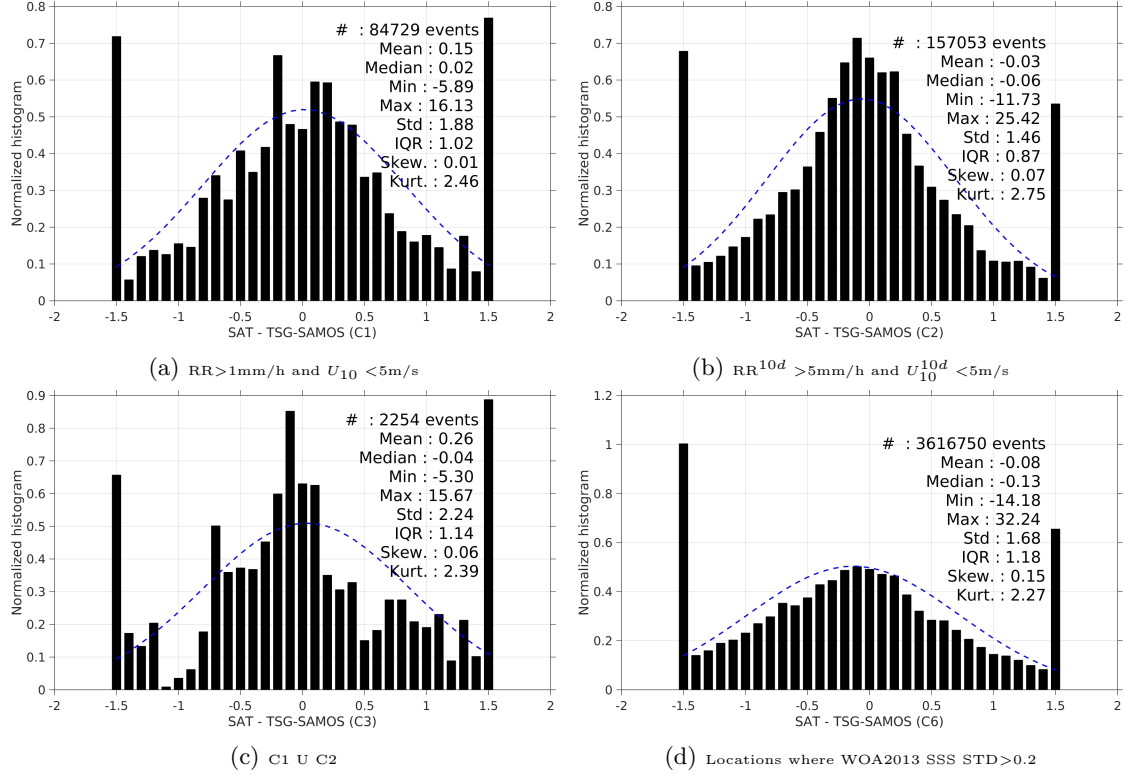 0.8
0.7
0.6
0.5
0.4
0.3
0.2
0.1
0
Normalized histogram
# : 84729 events
Mean : 0.15
Median : 0.02
Min : -5.89
Max : 16.13
Std : 1.88
IQR : 1.02
Skew. : 0.01
Kurt. : 2.46
-2 -1.5 -1 -0.5 0 0.5 1 1.5 2
SAT - TSG-SAMOS (C1)
(a) RR>1mm/h and U10 <5m/s
0.8
0.7
0.6
0.5
0.4
0.3
0.2
0.1
0
Normalized histogram
# : 157053 events
Mean : -0.03
Median : -0.06
Min : -11.73
Max : 25.42
Std : 1.46
IQR : 0.87
Skew. : 0.07
Kurt. : 2.75
-2 -1.5 -1 -0.5 0 0.5 1 1.5 2
SAT - TSG-SAMOS (C2)
(b) RR10d >5mm/h and U10d10 <5m/s
0.9
0.8
0.7
0.6
0.5
0.4
0.3
0.2
0.1
0
Normalized histogram
# : 2254 events
Mean : 0.26
Median : -0.04
Min : -5.30
Max : 15.67
Std : 2.24
IQR : 1.14
Skew. : 0.06
Kurt. : 2.39
-2 -1.5 -1 -0.5 0 0.5 1 1.5 2
SAT - TSG-SAMOS (C3)
(c) C1 U C2
1.2
1
0.8
0.6
0.4
0.2
0
Normalized histogram
# : 3616750 events
Mean : -0.08
Median : -0.13
Min : -14.18
Max : 32.24
Std : 1.68
IQR : 1.18
Skew. : 0.15
Kurt. : 2.27
-2 -1.5 -1 -0.5 0 0.5 1 1.5 2
SAT - TSG-SAMOS (C6)
(d) Locations where WOA2013 SSS STD>0.2